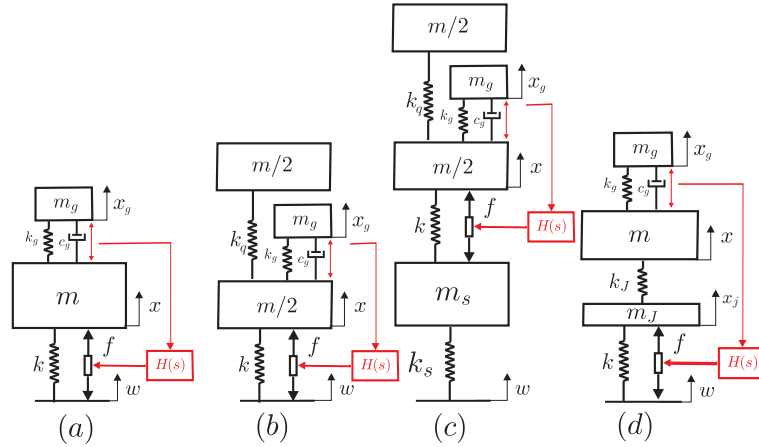 m_g
x_g
k_g
c_g
m
x
k
f
H(s)
w
(a)
m/2
k_q
m_g
x_g
k_g
c_g
m/2
x
k
f
H(s)
w
(b)
m/2
k_q
m_g
x_g
k_g
c_g
m/2
x
k
f
H(s)
m_s
k_s
w
(c)
m_g
x_g
k_g
c_g
m
x
k_J
m_J
x_j
k
f
H(s)
w
(d)